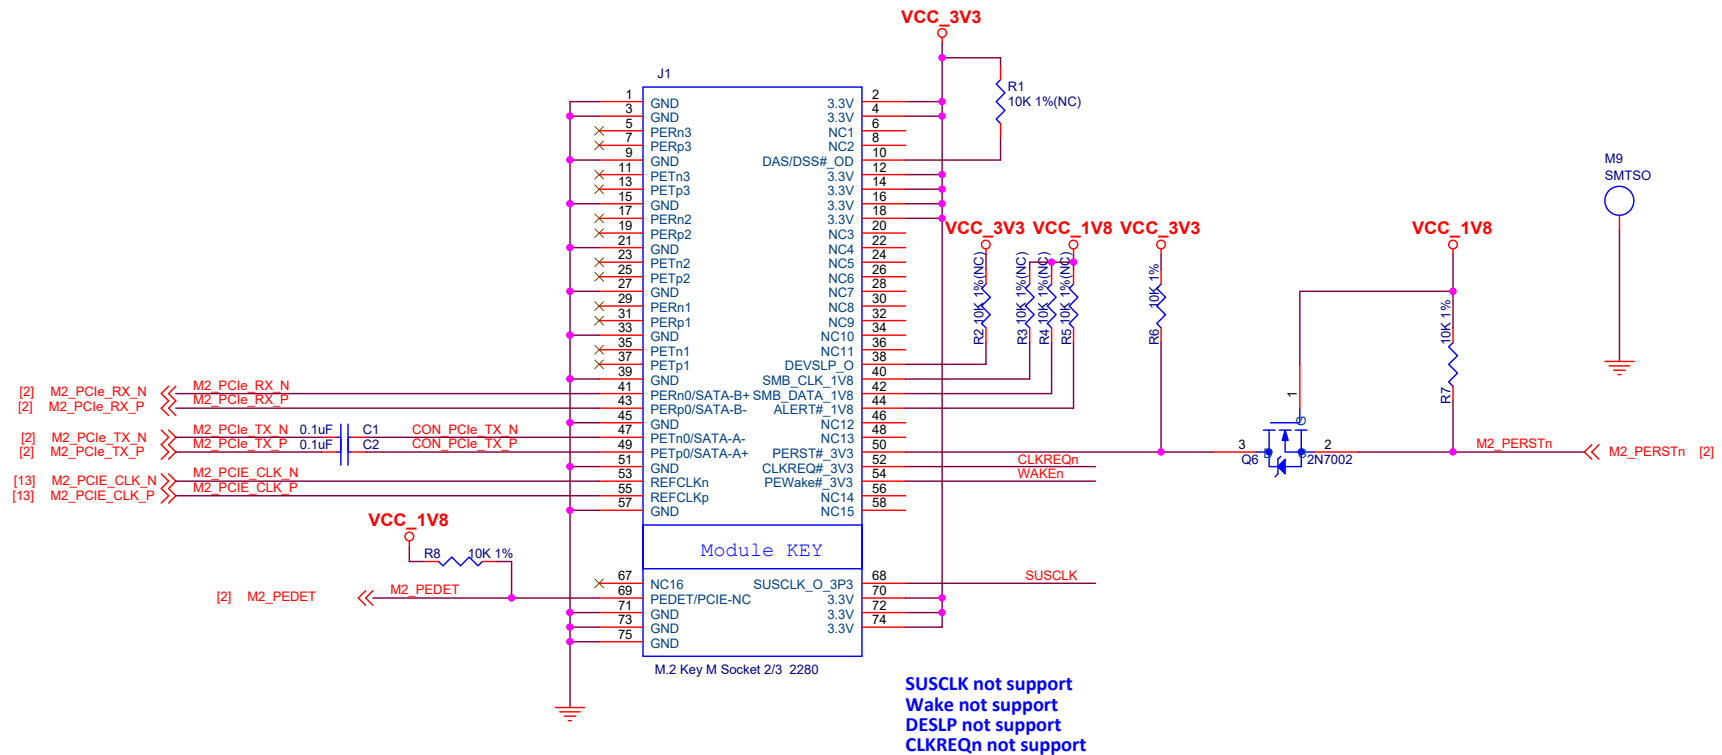 VCC_3V3
J1
R1
10K 1%(NC)
1 GND 3.3V 2
3 GND 3.3V 4
5 PERn3 NC1 6
7 PERp3 NC2 8
9 GND DAS/DSS#_OD 10
11 PETn3 3.3V 12
13 PETp3 3.3V 14
15 GND 3.3V 16
17 PERn2 3.3V 18
19 PERp2 NC3 20
21 GND NC4 22
23 PETn2 NC5 24
25 PETp2 NC6 26
27 GND NC7 28
29 PERn1 NC8 30
31 PERp1 NC9 32
33 GND NC10 34
35 PETn1 NC11 36
37 PETp1 DEVSLP_O 38
39 GND SMB_CLK_1V8 40
41 PERn0/SATA-B+ SMB_DATA_1V8 42
43 PERp0/SATA-B- ALERT#_1V8 44
45 GND NC12 46
47 PETn0/SATA-A- NC13 48
49 PETp0/SATA-A+ PERST#_3V3 50
51 GND CLKREQ#_3V3 52
53 REFCLKn PEWake#_3V3 54
55 REFCLKp NC14 56
57 GND NC15 58
Module KEY
67 NC16 SUSCLK_O_3P3 68
69 PEDET/PCIE-NC 3.3V 70
71 GND 3.3V 72
73 GND 3.3V 74
75 GND
M.2 Key M Socket 2/3 2280
[2] M2_PCIe_RX_N M2_PCIe_RX_N
[2] M2_PCIe_RX_P M2_PCIe_RX_P
[2] M2_PCIe_TX_N M2_PCIe_TX_N 0.1uF C1 CON_PCIe_TX_N
[2] M2_PCIe_TX_P M2_PCIe_TX_P 0.1uF C2 CON_PCIe_TX_P
[13] M2_PCIE_CLK_N M2_PCIE_CLK_N
[13] M2_PCIE_CLK_P M2_PCIE_CLK_P
VCC_1V8
R8 10K 1%
[2] M2_PEDET M2_PEDET
VCC_3V3 VCC_1V8 VCC_3V3 VCC_1V8
R2 10K 1%(NC)
R3 10K 1%(NC)
R4 10K 1%(NC)
R5 10K 1%(NC)
R6 10K 1%
R7 10K 1%
CLKREQn
WAKEn
SUSCLK
1
G
3 D S 2
Q6 2N7002
M2_PERSTn M2_PERSTn [2]
M9
SMTSO
SUSCLK not support
Wake not support
DESLP not support
CLKREQn not support